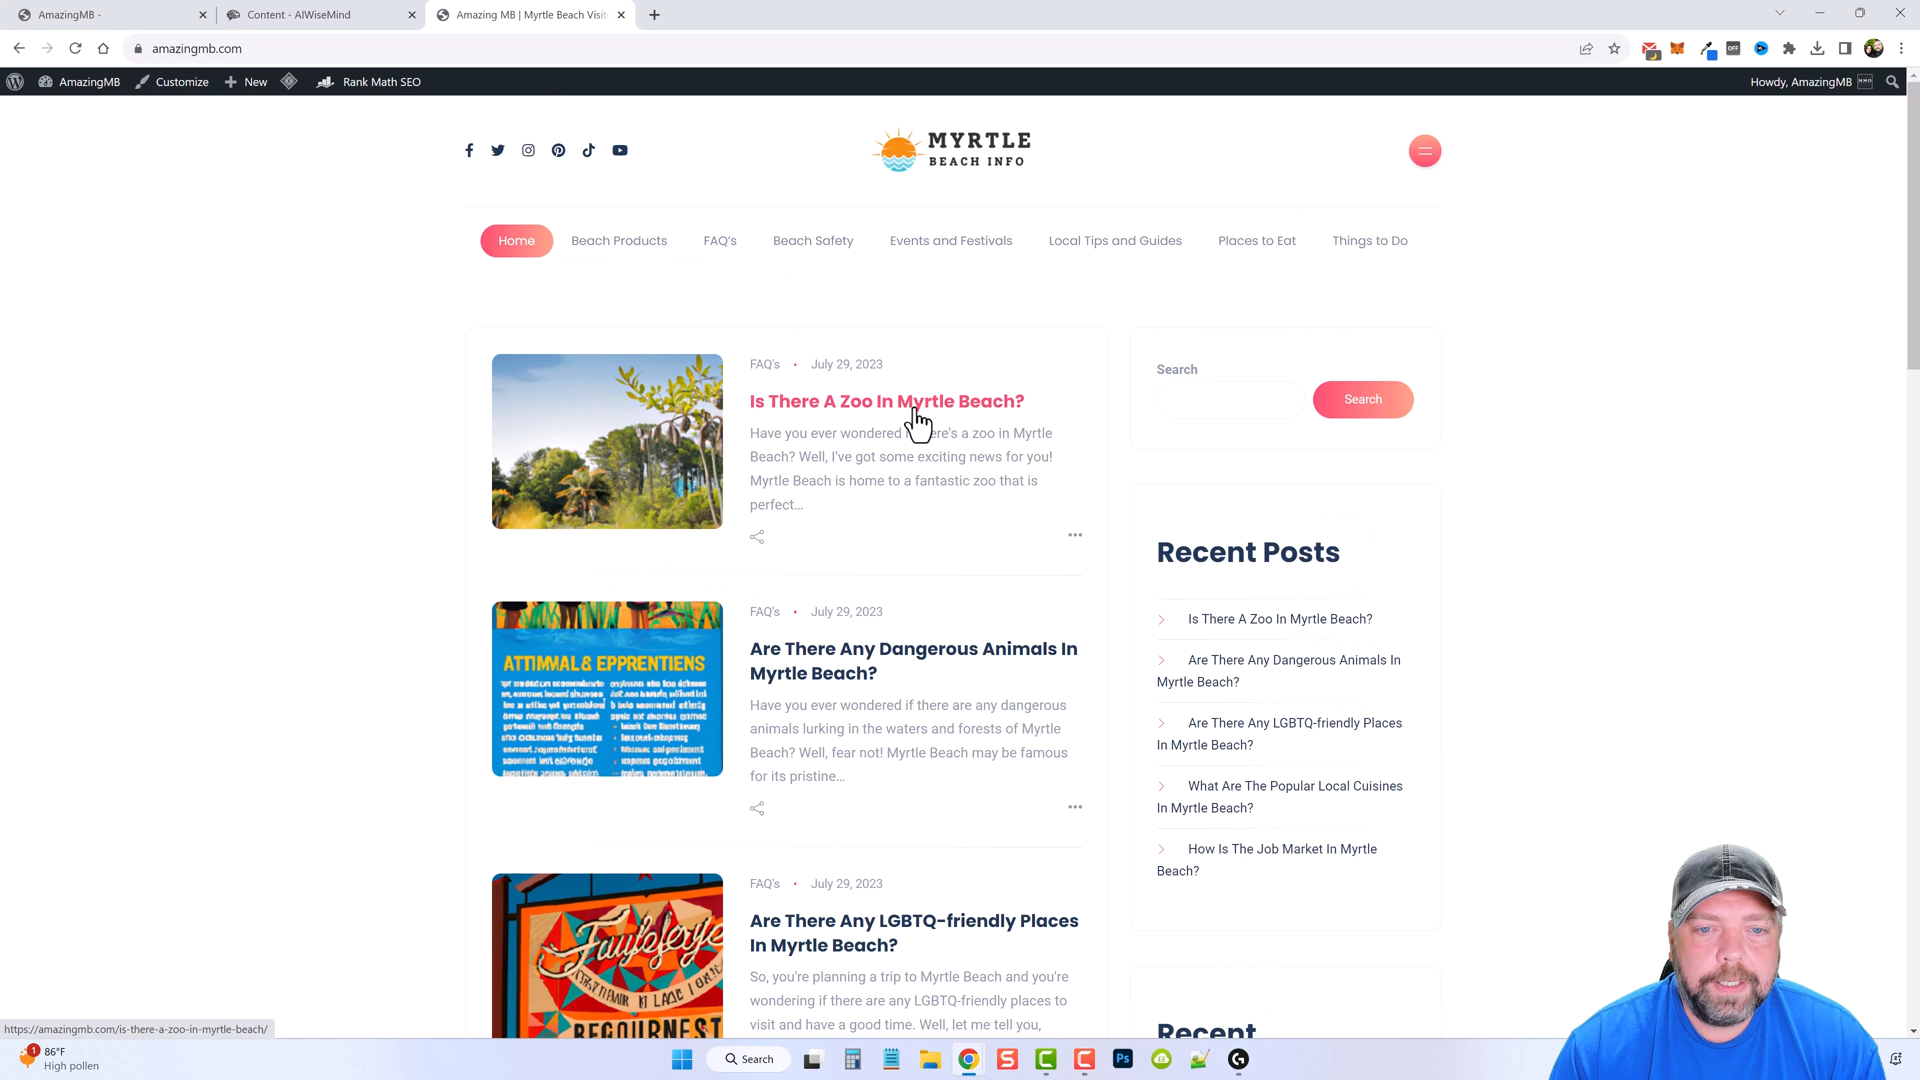 AmazingMB -
Content - AIWiseMind
Amazing MB | Myrtle Beach Visit
amazingmb.com
AmazingMB
Customize
New
Rank Math SEO
Howdy, AmazingMB
MYRTLE
BEACH INFO
Home
Beach Products
FAQ's
Beach Safety
Events and Festivals
Local Tips and Guides
Places to Eat
Things to Do
FAQ's • July 29, 2023
Is There A Zoo In Myrtle Beach?
Have you ever wondered there's a zoo in Myrtle
Beach? Well, I've got some exciting news for you!
Myrtle Beach is home to a fantastic zoo that is
perfect...
ATTIMMAL & EPPRENTIENS
FAQ's • July 29, 2023
Are There Any Dangerous Animals In
Myrtle Beach?
Have you ever wondered if there are any dangerous
animals lurking in the waters and forests of Myrtle
Beach? Well, fear not! Myrtle Beach may be famous
for its pristine...
BEGOURNEST
FAQ's • July 29, 2023
Are There Any LGBTQ-friendly Places
In Myrtle Beach?
So, you're planning a trip to Myrtle Beach and you're
wondering if there are any LGBTQ-friendly places to
visit and have a good time. Well, let me tell you,
Search
Search
Recent Posts
Is There A Zoo In Myrtle Beach?
Are There Any Dangerous Animals In
Myrtle Beach?
Are There Any LGBTQ-friendly Places
In Myrtle Beach?
What Are The Popular Local Cuisines
In Myrtle Beach?
How Is The Job Market In Myrtle
Beach?
Recent
https://amazingmb.com/is-there-a-zoo-in-myrtle-beach/
1
86°F
High pollen
Search
Ps
OFF